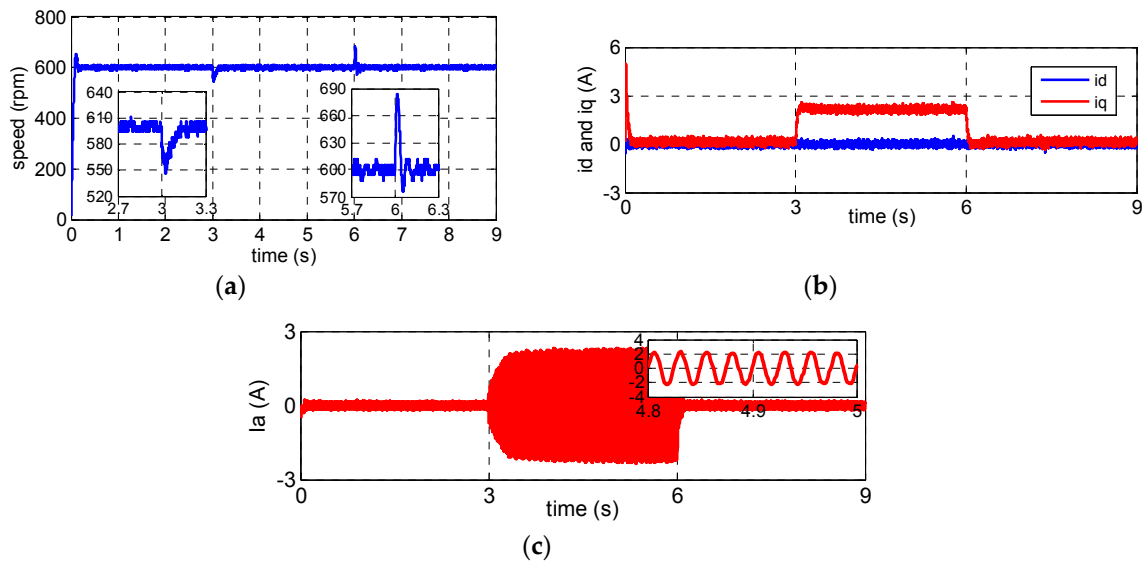 800
600
400
200
0
speed (rpm)
640
610
580
550
520
2.7 3 3.3
690
660
630
600
570
5.7 6 6.3
0 1 2 3 4 5 6 7 8 9
time (s)
(a)
6
3
0
-3
id and iq (A)
id
iq
0 3 6 9
time (s)
(b)
3
0
-3
Ia (A)
4
2
0
-2
-4
4.8 4.9 5
0 3 6 9
time (s)
(c)